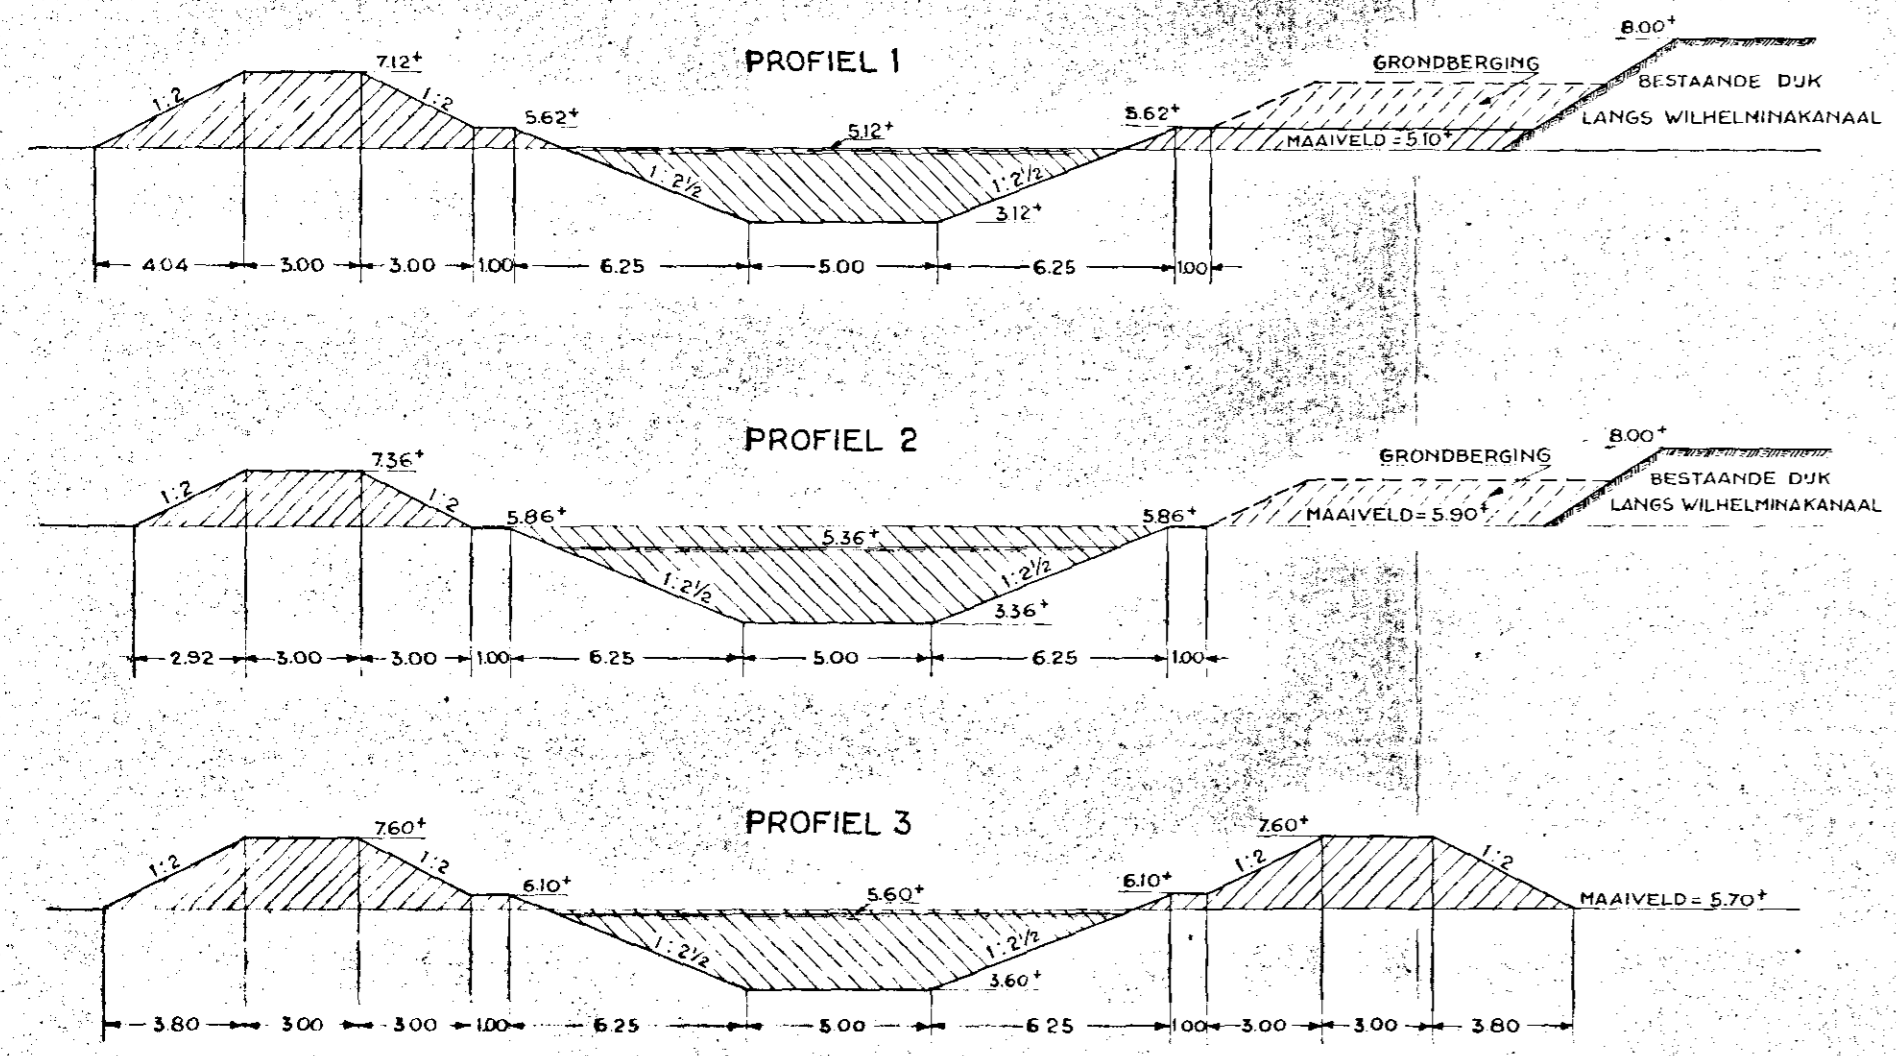 PROFIEL 1
8.00+
7.12+
GRONDBERGING
1:2
1:2
BESTAANDE DIJK
LANGS WILHELMINAKANAAL
5.62+
5.12+
5.62+
MAAIVELD = 5.10+
1:2½
1:2½
3.12+
4.04 3.00 3.00 1.00 6.25 5.00 6.25 1.00
PROFIEL 2
8.00+
7.36+
GRONDBERGING
1:2
1:2
BESTAANDE DIJK
LANGS WILHELMINAKANAAL
5.86+
5.36+
5.86+
MAAIVELD = 5.90+
1:2½
1:2½
3.36+
2.92 3.00 3.00 1.00 6.25 5.00 6.25 1.00
PROFIEL 3
7.60+
7.60+
1:2
1:2
1:2
1:2
6.10+
5.60+
6.10+
MAAIVELD = 5.70+
1:2½
1:2½
3.60+
3.80 3.00 3.00 1.00 6.25 5.00 6.25 1.00 3.00 3.00 3.80